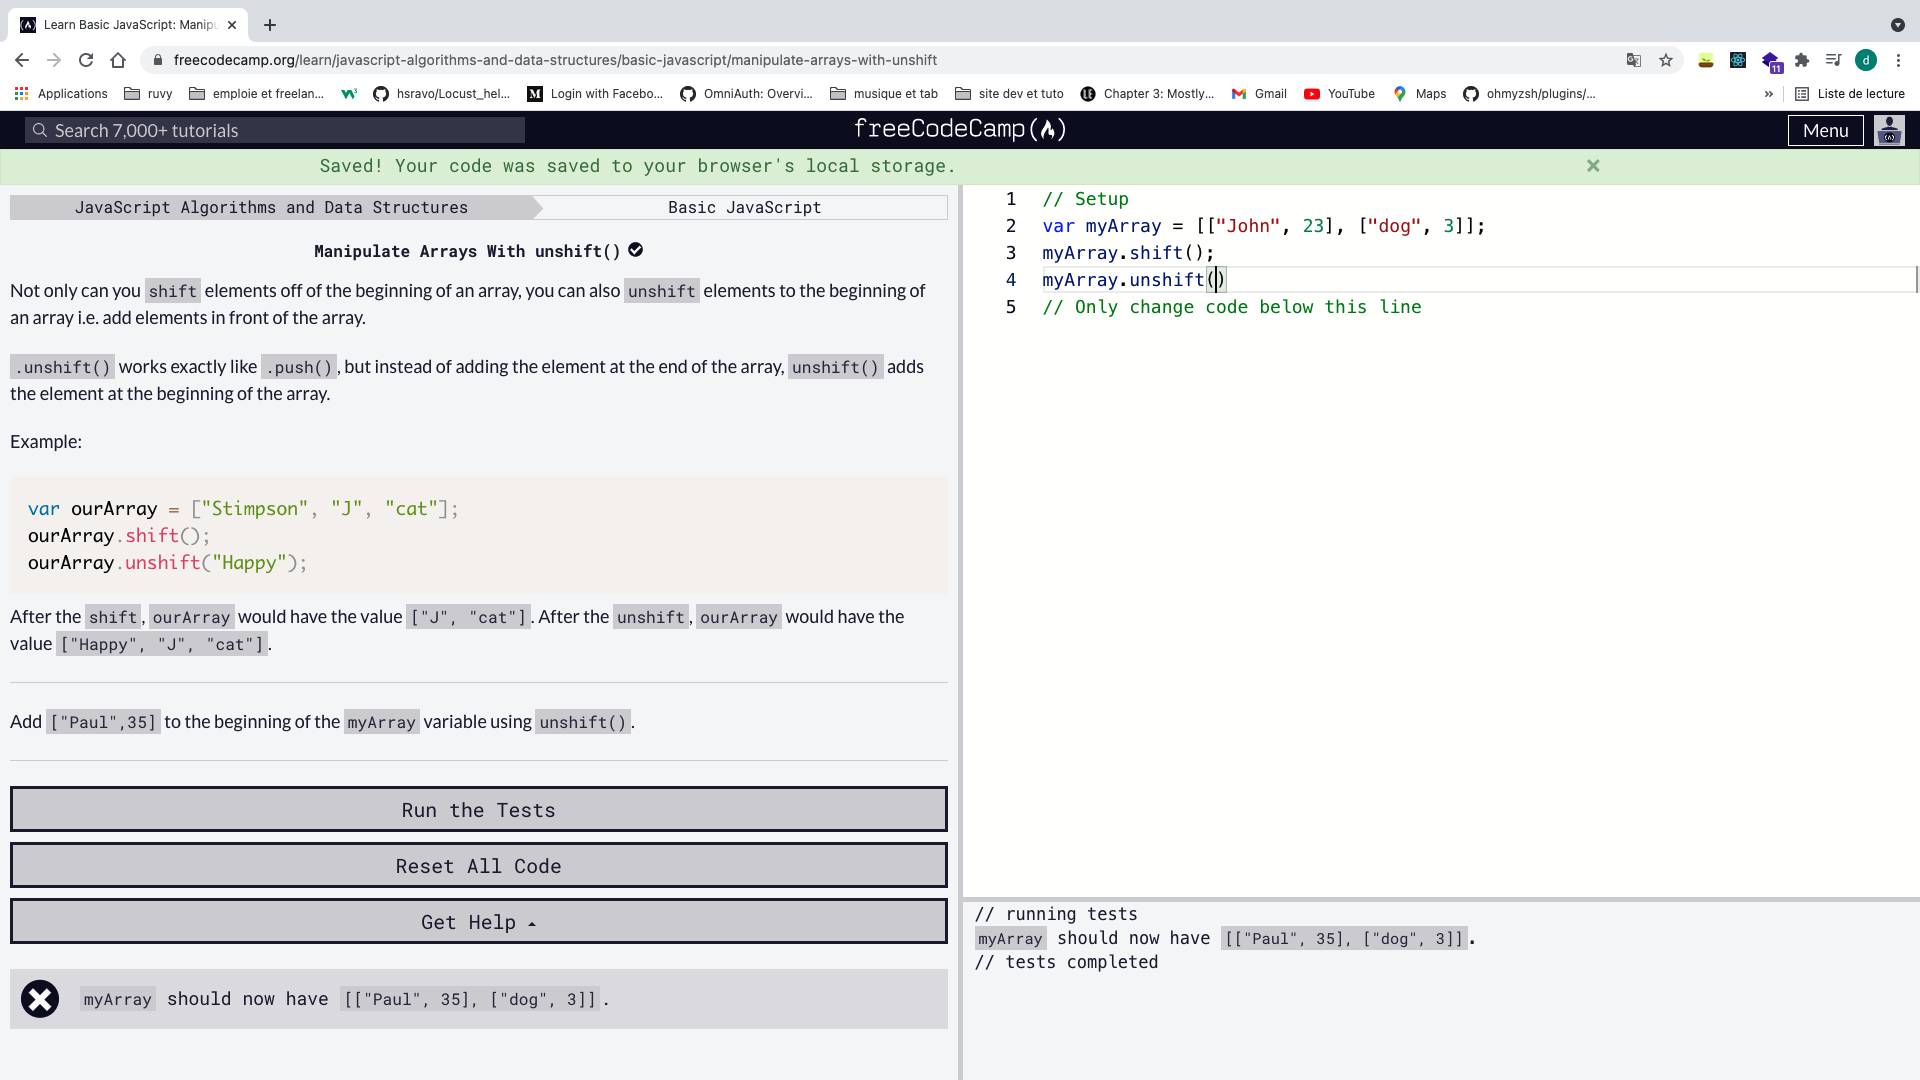 Learn Basic JavaScript: Manipu
freecodecamp.org/learn/javascript-algorithms-and-data-structures/basic-javascript/manipulate-arrays-with-unshift
11
d
Applications ruvy emploie et freelan... hsravo/Locust_hel... Login with Facebo... OmniAuth: Overvi... musique et tab site dev et tuto Chapter 3: Mostly... Gmail YouTube Maps ohmyzsh/plugins/... » Liste de lecture
Search 7,000+ tutorials
freeCodeCamp
Menu
Saved! Your code was saved to your browser's local storage.
JavaScript Algorithms and Data Structures
Basic JavaScript
Manipulate Arrays With unshift()
Not only can you shift elements off of the beginning of an array, you can also unshift elements to the beginning of
an array i.e. add elements in front of the array.
.unshift() works exactly like .push(), but instead of adding the element at the end of the array, unshift() adds
the element at the beginning of the array.
Example:
var ourArray = ["Stimpson", "J", "cat"];
ourArray.shift();
ourArray.unshift("Happy");
After the shift, ourArray would have the value ["J", "cat"]. After the unshift, ourArray would have the
value ["Happy", "J", "cat"].
Add ["Paul",35] to the beginning of the myArray variable using unshift().
Run the Tests
Reset All Code
Get Help
myArray should now have [["Paul", 35], ["dog", 3]].
1 // Setup
2 var myArray = [["John", 23], ["dog", 3]];
3 myArray.shift();
4 myArray.unshift()
5 // Only change code below this line
// running tests
myArray should now have [["Paul", 35], ["dog", 3]].
// tests completed